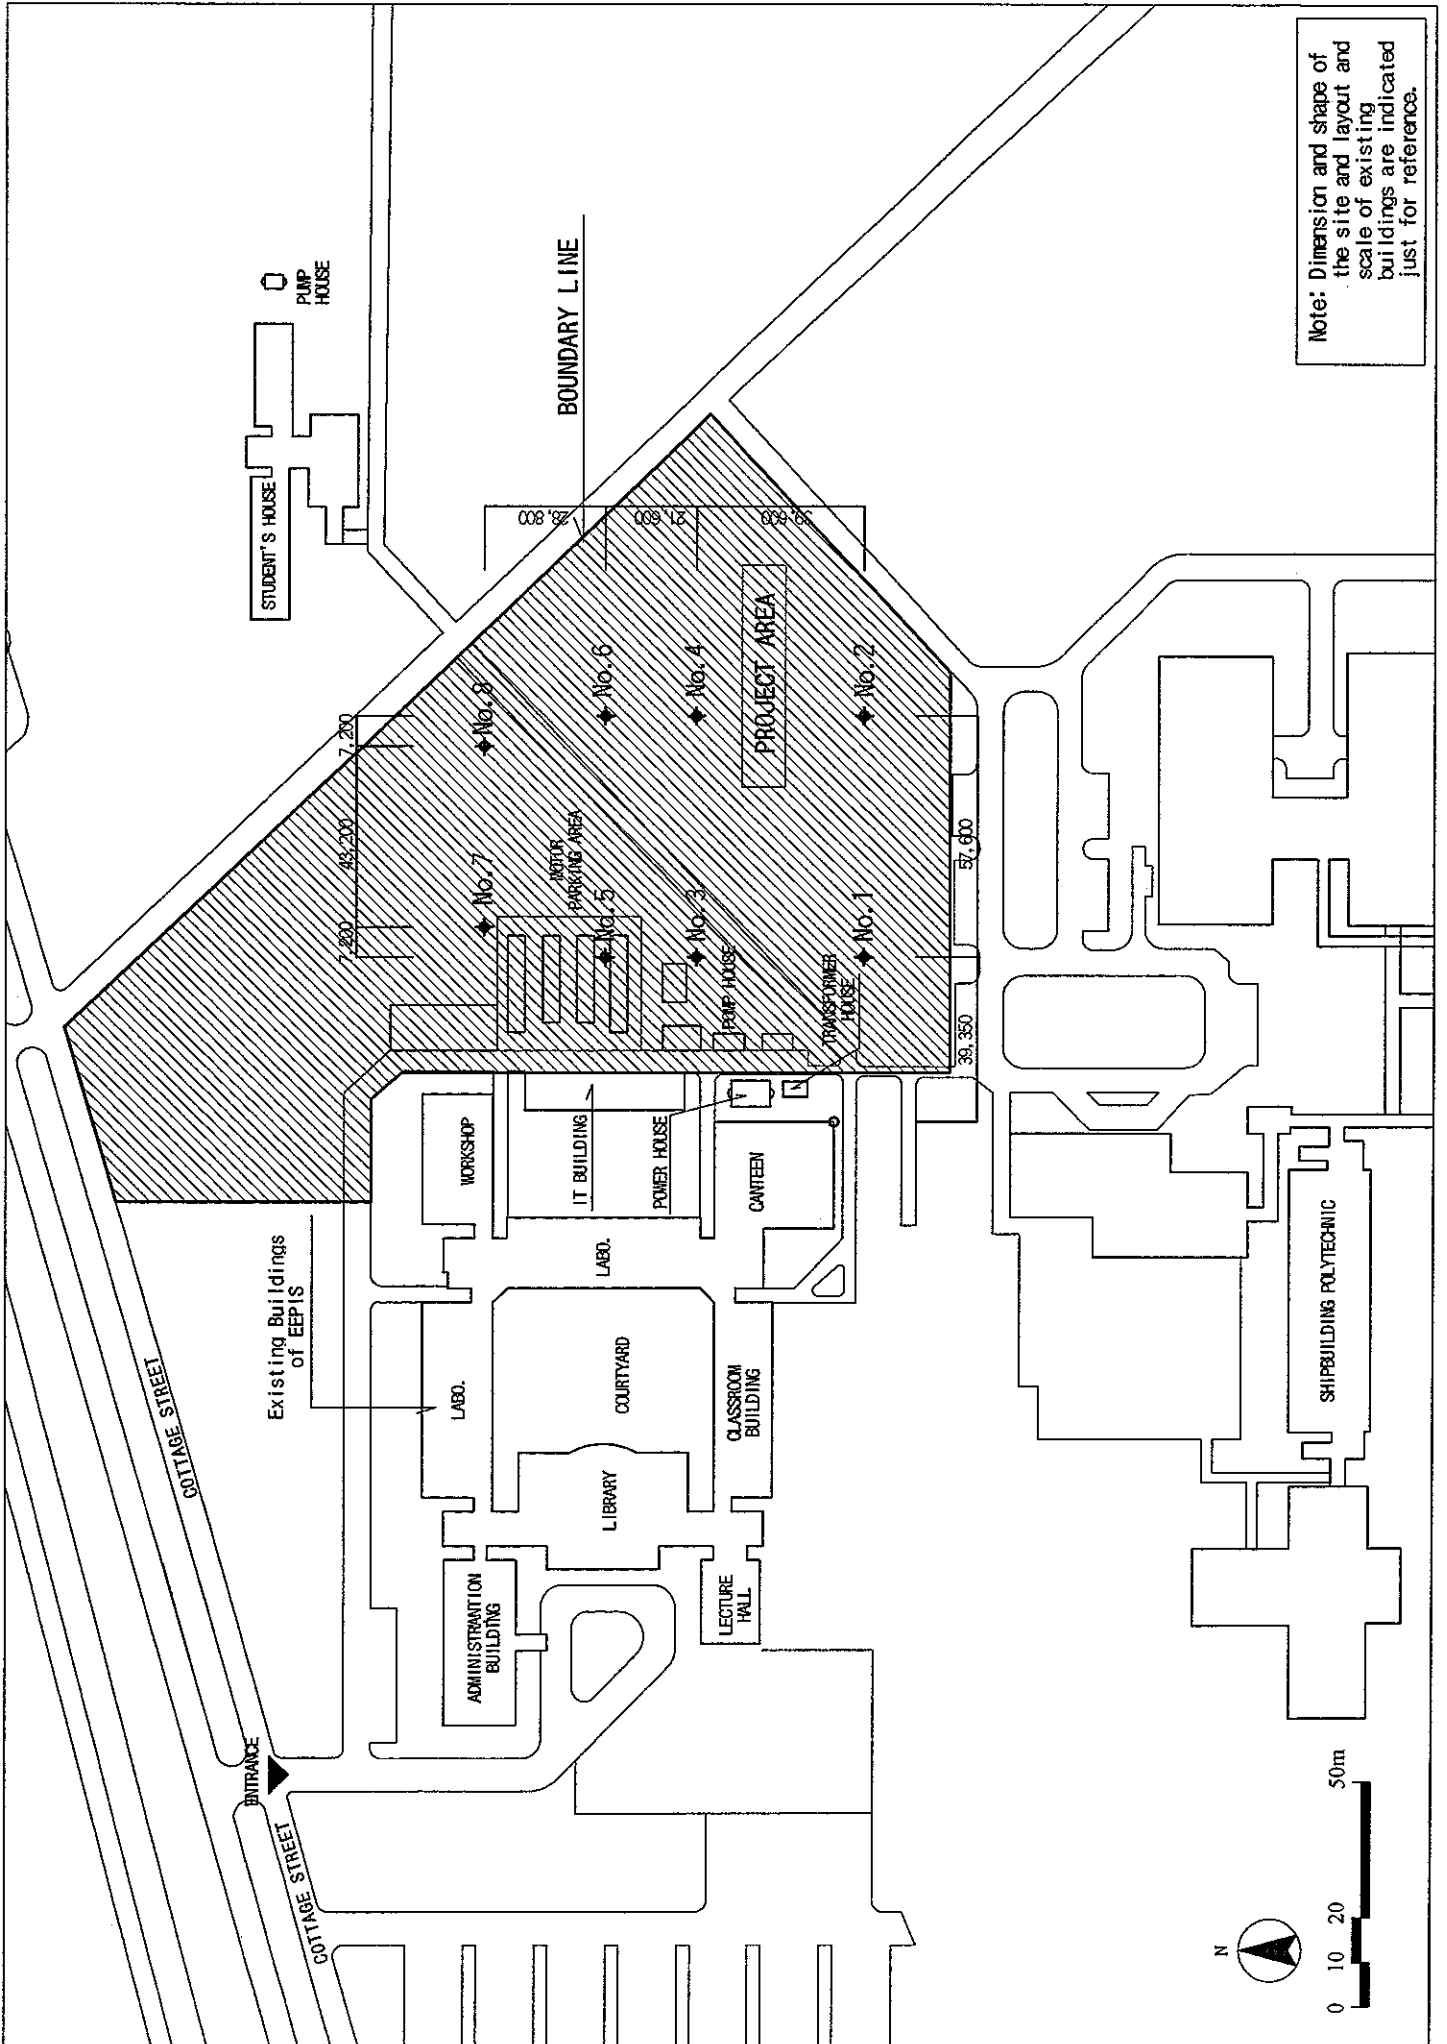 COTTAGE STREET
ENTRANCE
COTTAGE STREET
Existing Buildings
of EEPIS
STUDENT'S HOUSE
PUMP
HOUSE
BOUNDARY LINE
ADMINISTRANTION
BUILDING
LABO.
WORKSHOP
LIBRARY
COURTYARD
LABO.
IT BUILDING
POWER HOUSE
LECTURE
HALL
CLASSROOM
BUILDING
CANTEEN
PUMP HOUSE
TRANSFORMER
HOUSE
MOTOR
PARKING AREA
7,200
43,200
7,200
No.7
No.8
No.5
No.6
No.3
No.4
No.1
No.2
PROJECT AREA
28,800
21,600
39,600
39,350
57,600
SHIPBUILDING POLYTECHNIC
N
0 10 20 50m
Note: Dimension and shape of
the site and layout and
scale of existing
buildings are indicated
just for reference.